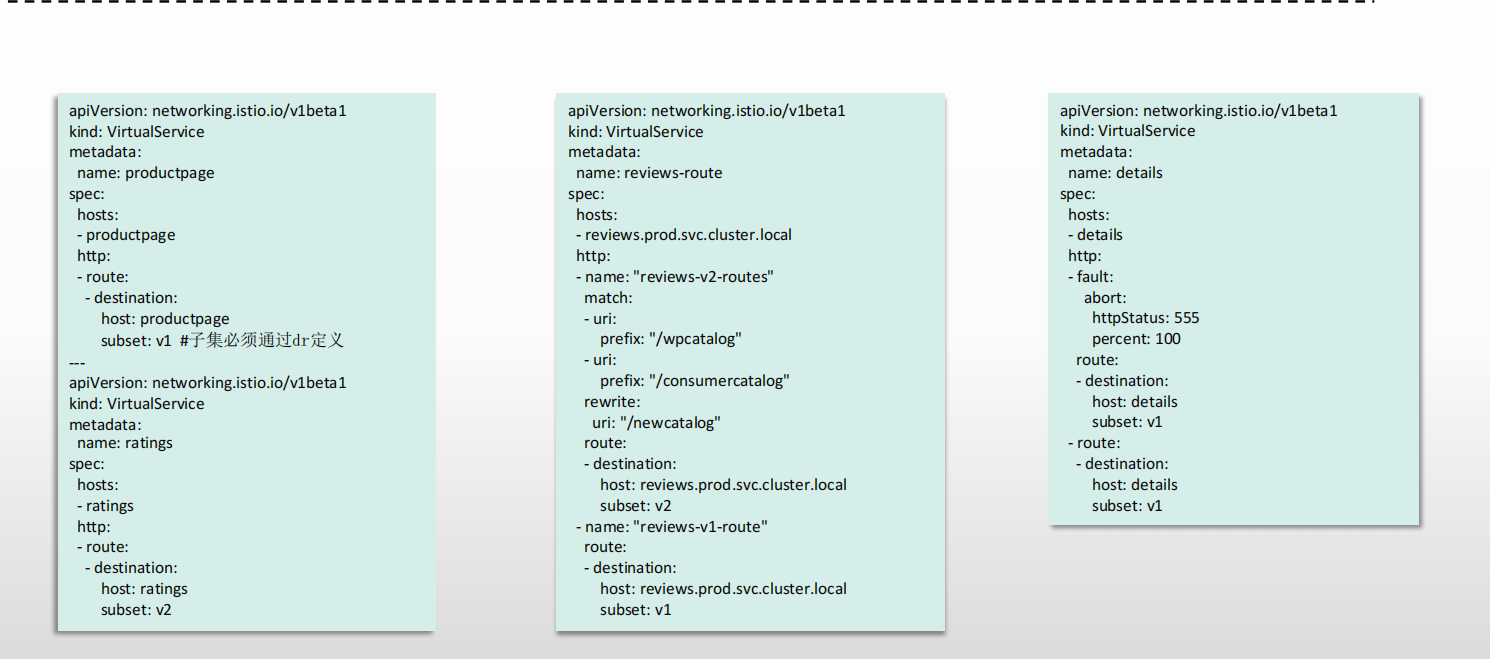 apiVersion: networking.istio.io/v1beta1
kind: VirtualService
metadata:
  name: productpage
spec:
  hosts:
  - productpage
  http:
  - route:
    - destination:
        host: productpage
        subset: v1  #子集必须通过dr定义
---
apiVersion: networking.istio.io/v1beta1
kind: VirtualService
metadata:
  name: ratings
spec:
  hosts:
  - ratings
  http:
  - route:
    - destination:
        host: ratings
        subset: v2
apiVersion: networking.istio.io/v1beta1
kind: VirtualService
metadata:
  name: reviews-route
spec:
  hosts:
  - reviews.prod.svc.cluster.local
  http:
  - name: "reviews-v2-routes"
    match:
    - uri:
        prefix: "/wpcatalog"
    - uri:
        prefix: "/consumercatalog"
    rewrite:
      uri: "/newcatalog"
    route:
    - destination:
        host: reviews.prod.svc.cluster.local
        subset: v2
  - name: "reviews-v1-route"
    route:
    - destination:
        host: reviews.prod.svc.cluster.local
        subset: v1
apiVersion: networking.istio.io/v1beta1
kind: VirtualService
metadata:
  name: details
spec:
  hosts:
  - details
  http:
  - fault:
      abort:
        httpStatus: 555
        percent: 100
    route:
    - destination:
        host: details
        subset: v1
  - route:
    - destination:
        host: details
        subset: v1